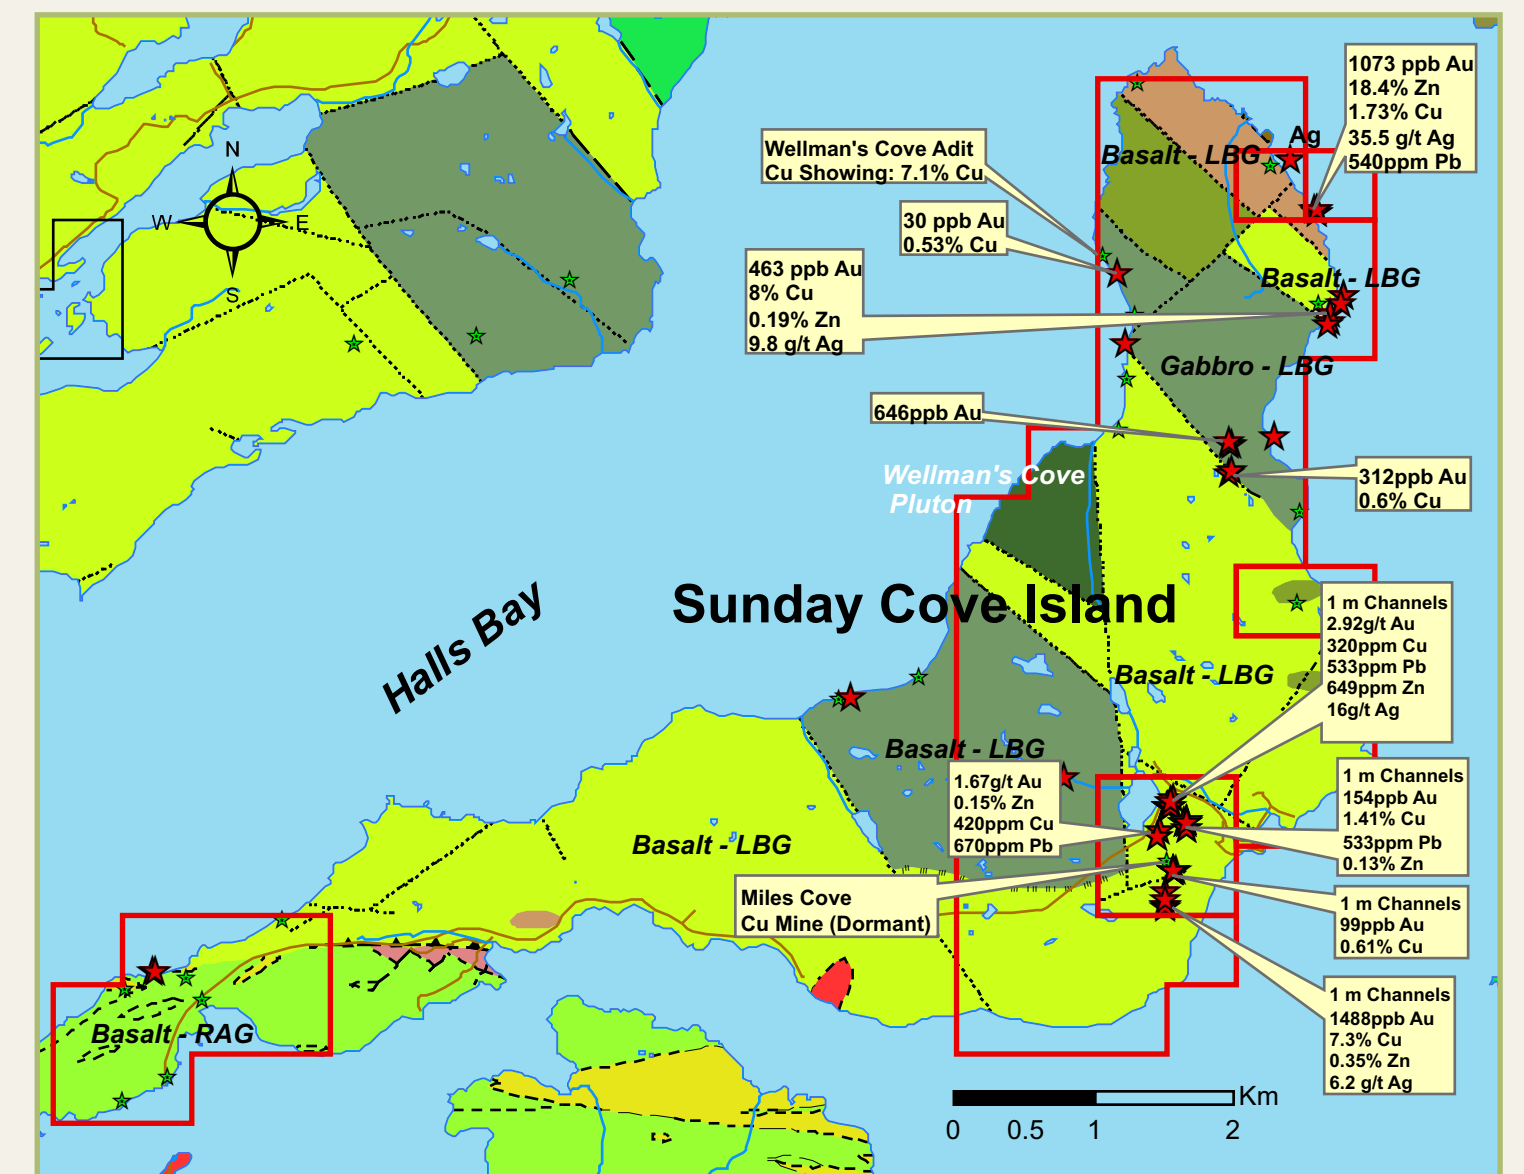 1073 ppb Au
18.4% Zn
1.73% Cu
35.5 g/t Ag
540ppm Pb
Ag
Wellman's Cove Adit
Cu Showing: 7.1% Cu
Basalt - LBG
N
W
E
S
30 ppb Au
0.53% Cu
463 ppb Au
8% Cu
0.19% Zn
9.8 g/t Ag
Basalt - LBG
Gabbro - LBG
646ppb Au
Wellman's Cove
Pluton
312ppb Au
0.6% Cu
Halls Bay
Sunday Cove Island
1 m Channels
2.92g/t Au
320ppm Cu
533ppm Pb
649ppm Zn
16g/t Ag
Basalt - LBG
Basalt - LBG
1.67g/t Au
0.15% Zn
420ppm Cu
670ppm Pb
1 m Channels
154ppb Au
1.41% Cu
533ppm Pb
0.13% Zn
Basalt - LBG
Miles Cove
Cu Mine (Dormant)
1 m Channels
99ppb Au
0.61% Cu
1 m Channels
1488ppb Au
7.3% Cu
0.35% Zn
6.2 g/t Ag
Basalt - RAG
Km
0 0.5 1 2